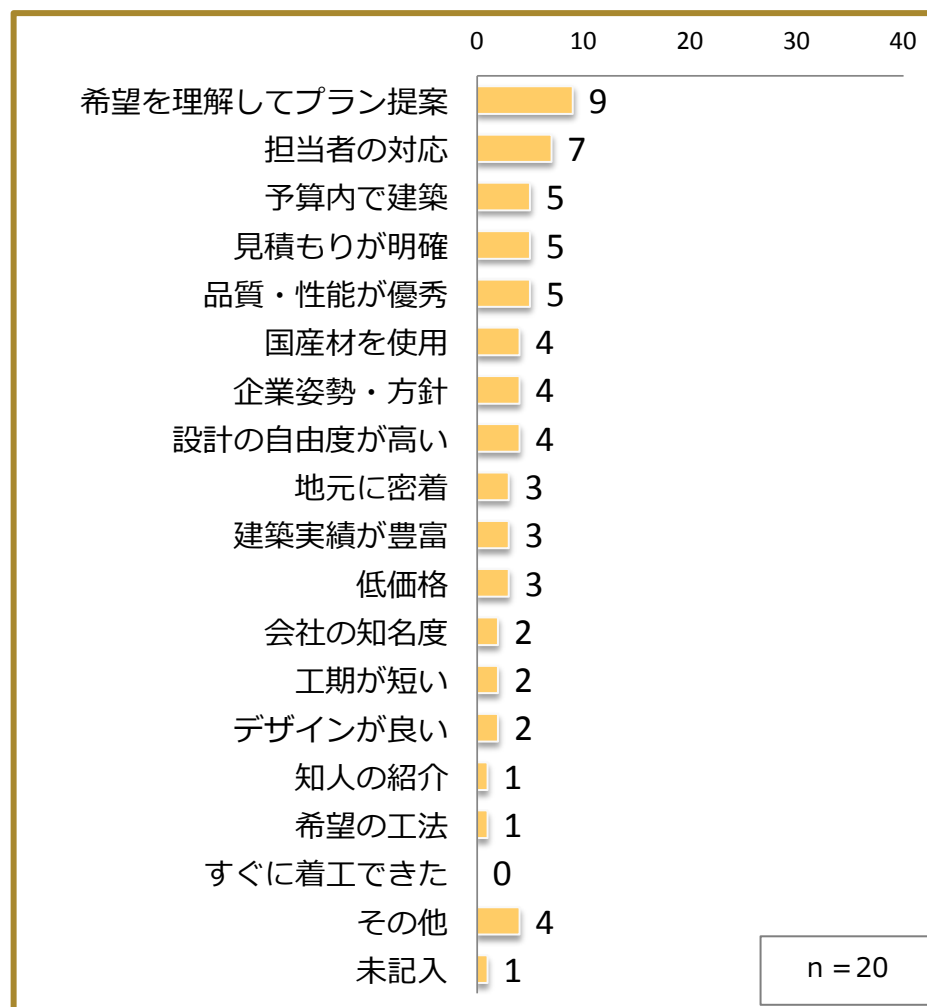 0 10 20 30 40
希望を理解してプラン提案 9
担当者の対応 7
予算内で建築 5
見積もりが明確 5
品質・性能が優秀 5
国産材を使用 4
企業姿勢・方針 4
設計の自由度が高い 4
地元に密着 3
建築実績が豊富 3
低価格 3
会社の知名度 2
工期が短い 2
デザインが良い 2
知人の紹介 1
希望の工法 1
すぐに着工できた 0
その他 4
未記入 1
n＝20